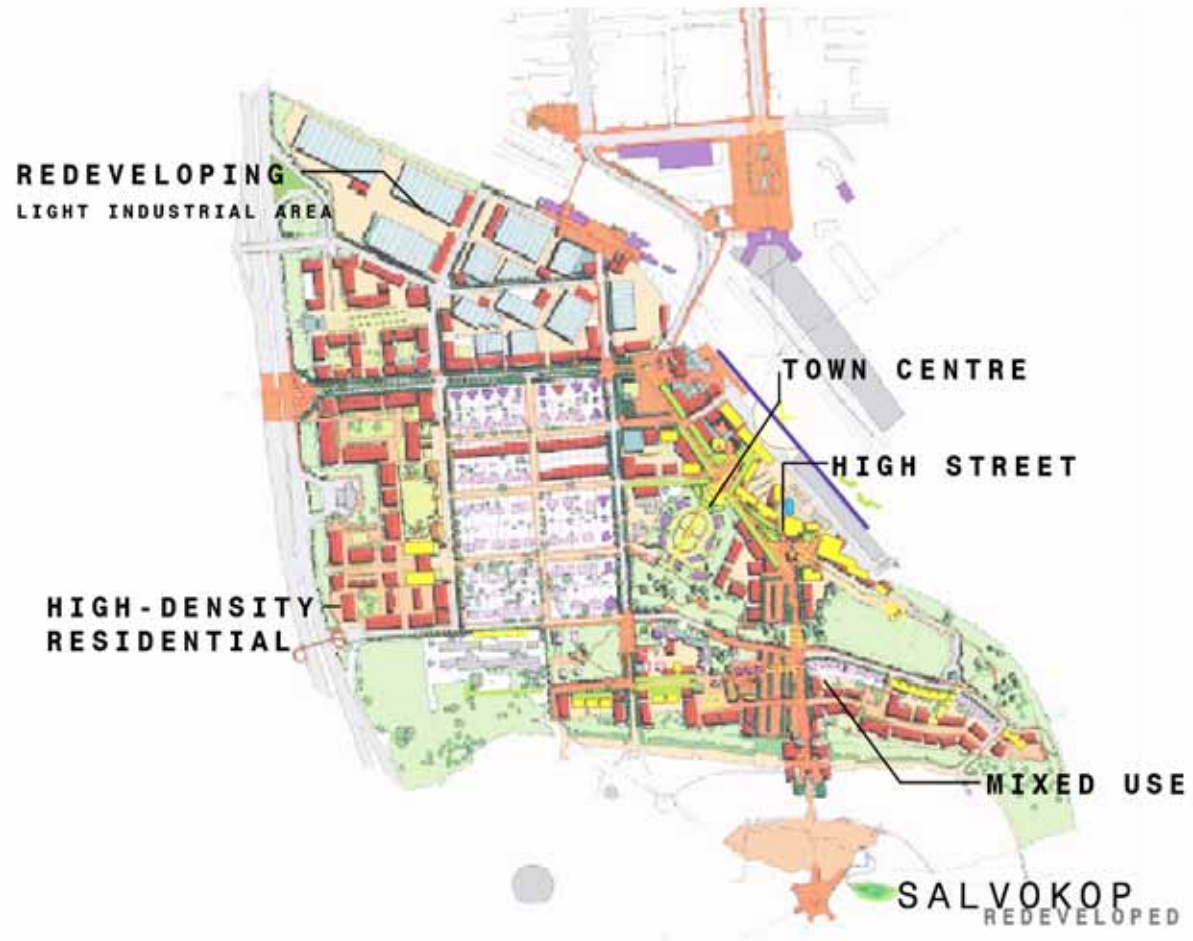 REDEVELOPING
LIGHT INDUSTRIAL AREA
TOWN CENTRE
HIGH STREET
HIGH-DENSITY
RESIDENTIAL
MIXED USE
SALVOKOP
REDEVELOPED